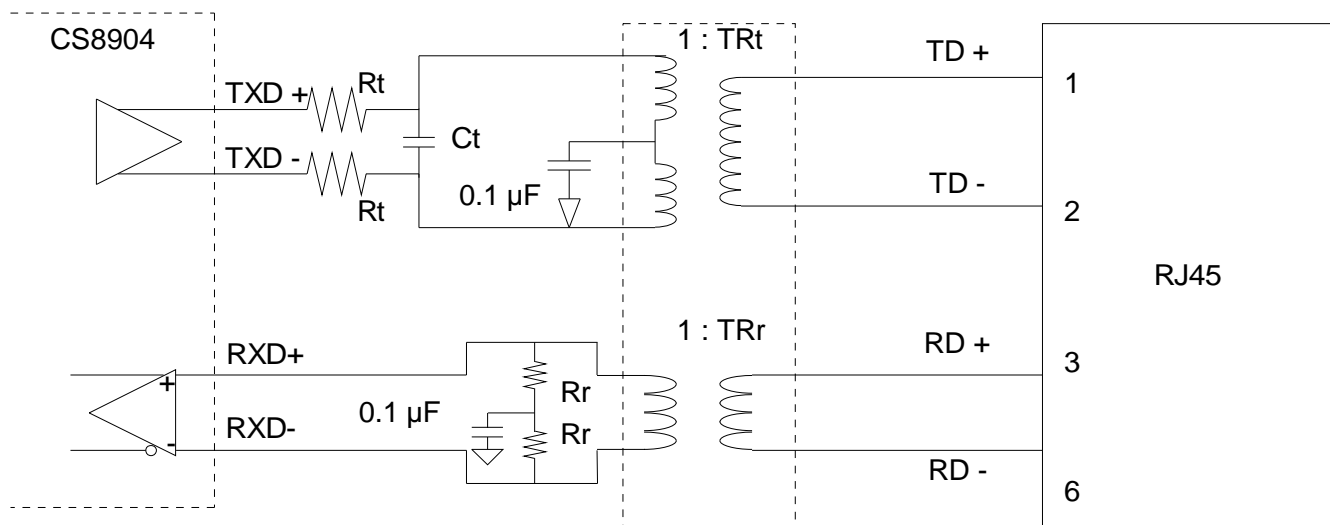 CS8904
1 : TRt
TD +
TXD +
Rt
1
Ct
TXD -
0.1 µF
Rt
TD -
2
RJ45
1 : TRr
RXD+
RD +
3
+
Rr
0.1 µF
RXD-
Rr
-
RD -
6